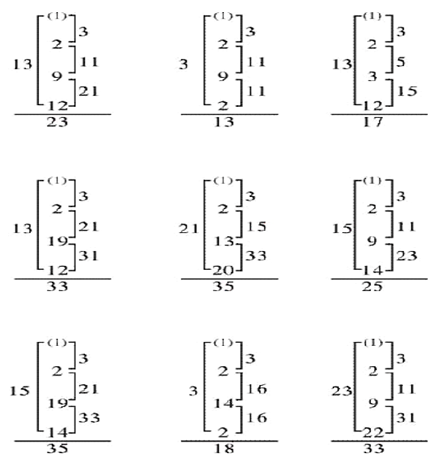 (1) (1) (1)
3 3 3
2 2 2
13 11 3 11 13 5
9 9 3
21 11 15
12 2 12
23 13 17
(1) (1) (1)
3 3 3
2 2 2
13 21 21 15 15 11
19 13 9
31 33 23
12 20 14
33 35 25
(1) (1) (1)
3 3 3
2 2 2
15 21 3 16 23 11
19 14 9
33 16 31
14 2 22
35 18 33